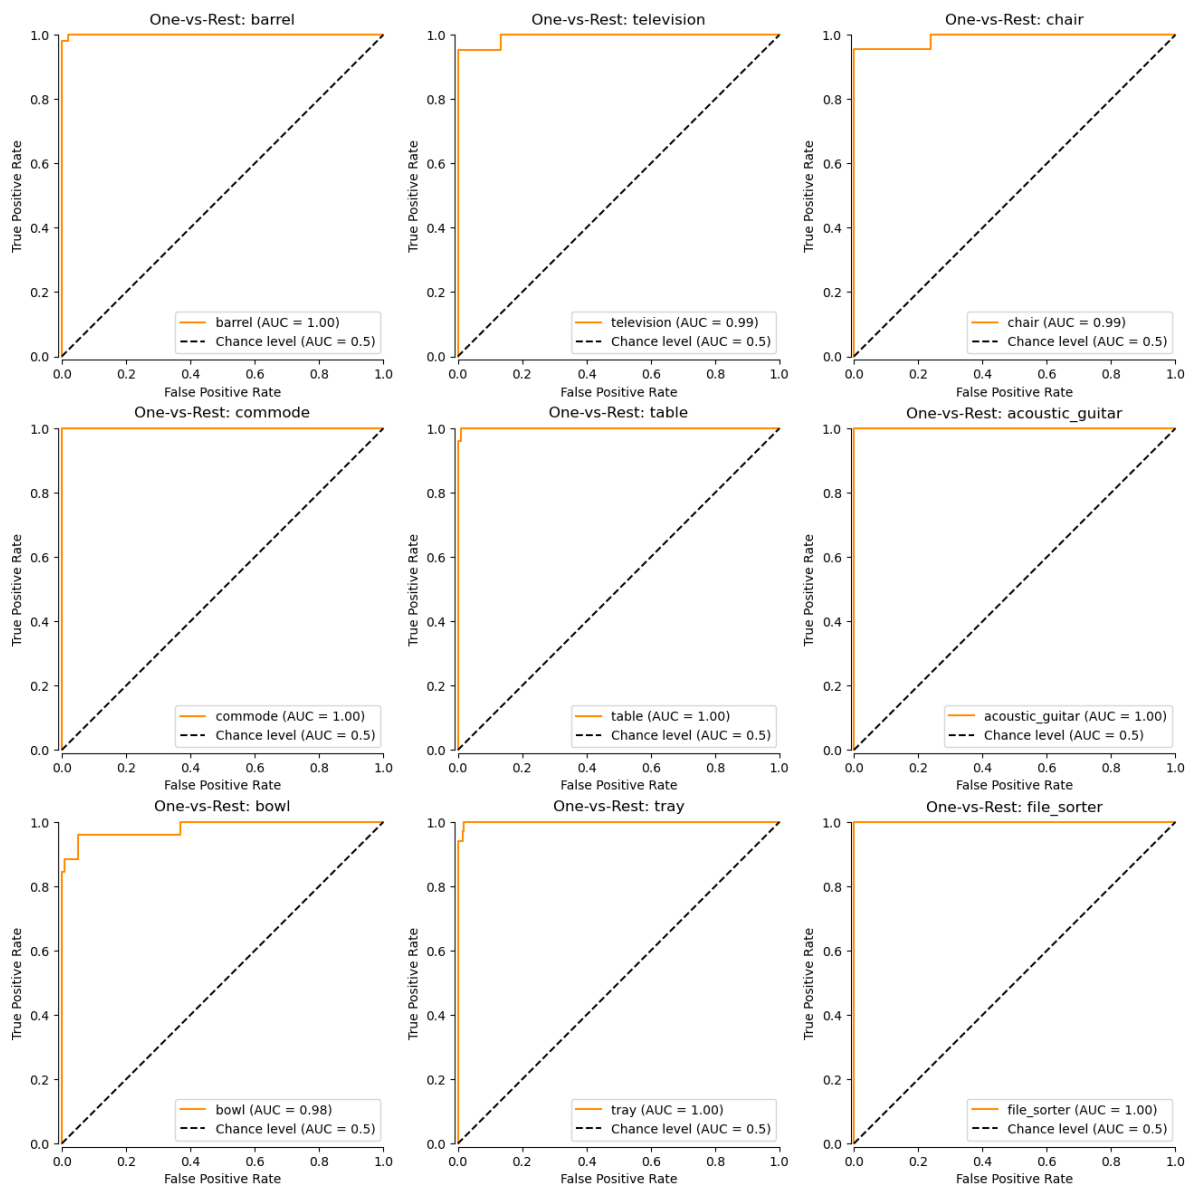 One-vs-Rest: barrel
1.0
0.8
0.6
0.4
0.2
0.0
True Positive Rate
barrel (AUC = 1.00)
Chance level (AUC = 0.5)
0.0 0.2 0.4 0.6 0.8 1.0
False Positive Rate
One-vs-Rest: television
1.0
0.8
0.6
0.4
0.2
0.0
True Positive Rate
television (AUC = 0.99)
Chance level (AUC = 0.5)
0.0 0.2 0.4 0.6 0.8 1.0
False Positive Rate
One-vs-Rest: chair
1.0
0.8
0.6
0.4
0.2
0.0
True Positive Rate
chair (AUC = 0.99)
Chance level (AUC = 0.5)
0.0 0.2 0.4 0.6 0.8 1.0
False Positive Rate
One-vs-Rest: commode
1.0
0.8
0.6
0.4
0.2
0.0
True Positive Rate
commode (AUC = 1.00)
Chance level (AUC = 0.5)
0.0 0.2 0.4 0.6 0.8 1.0
False Positive Rate
One-vs-Rest: table
1.0
0.8
0.6
0.4
0.2
0.0
True Positive Rate
table (AUC = 1.00)
Chance level (AUC = 0.5)
0.0 0.2 0.4 0.6 0.8 1.0
False Positive Rate
One-vs-Rest: acoustic_guitar
1.0
0.8
0.6
0.4
0.2
0.0
True Positive Rate
acoustic_guitar (AUC = 1.00)
Chance level (AUC = 0.5)
0.0 0.2 0.4 0.6 0.8 1.0
False Positive Rate
One-vs-Rest: bowl
1.0
0.8
0.6
0.4
0.2
0.0
True Positive Rate
bowl (AUC = 0.98)
Chance level (AUC = 0.5)
0.0 0.2 0.4 0.6 0.8 1.0
False Positive Rate
One-vs-Rest: tray
1.0
0.8
0.6
0.4
0.2
0.0
True Positive Rate
tray (AUC = 1.00)
Chance level (AUC = 0.5)
0.0 0.2 0.4 0.6 0.8 1.0
False Positive Rate
One-vs-Rest: file_sorter
1.0
0.8
0.6
0.4
0.2
0.0
True Positive Rate
file_sorter (AUC = 1.00)
Chance level (AUC = 0.5)
0.0 0.2 0.4 0.6 0.8 1.0
False Positive Rate